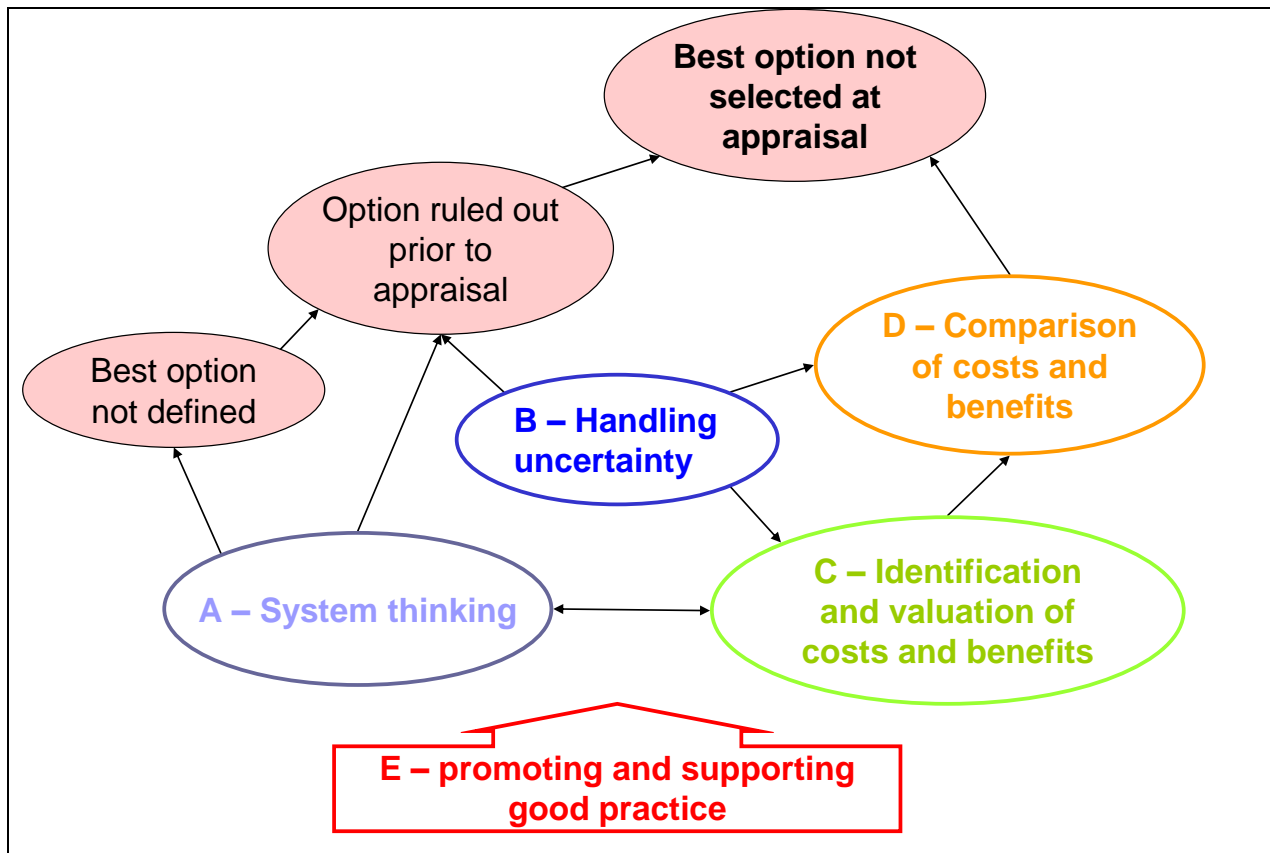 Best option not
selected at
appraisal
Option ruled out
prior to
appraisal
Best option
not defined
D – Comparison
of costs and
benefits
B – Handling
uncertainty
A – System thinking
C – Identification
and valuation of
costs and benefits
E – promoting and supporting
good practice